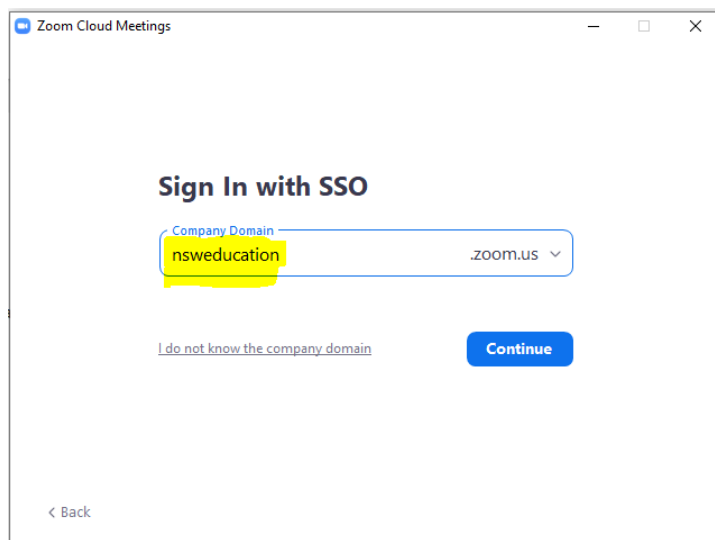 Zoom Cloud Meetings
Sign In with SSO
Company Domain
nsweducation .zoom.us
I do not know the company domain Continue
Back